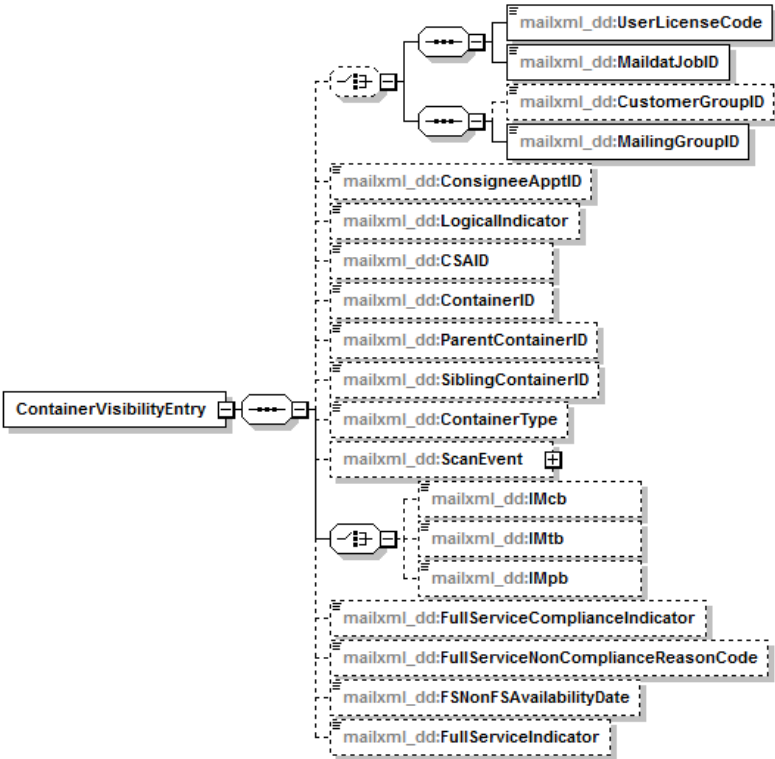 mailxml_dd:UserLicenseCode
mailxml_dd:MaildatJobID
mailxml_dd:CustomerGroupID
mailxml_dd:MailingGroupID
mailxml_dd:ConsigneeApptID
mailxml_dd:LogicalIndicator
mailxml_dd:CSAID
mailxml_dd:ContainerID
mailxml_dd:ParentContainerID
mailxml_dd:SiblingContainerID
ContainerVisibilityEntry
mailxml_dd:ContainerType
mailxml_dd:ScanEvent
mailxml_dd:IMcb
mailxml_dd:IMtb
mailxml_dd:IMpb
mailxml_dd:FullServiceComplianceIndicator
mailxml_dd:FullServiceNonComplianceReasonCode
mailxml_dd:FSNonFSAvailabilityDate
mailxml_dd:FullServiceIndicator